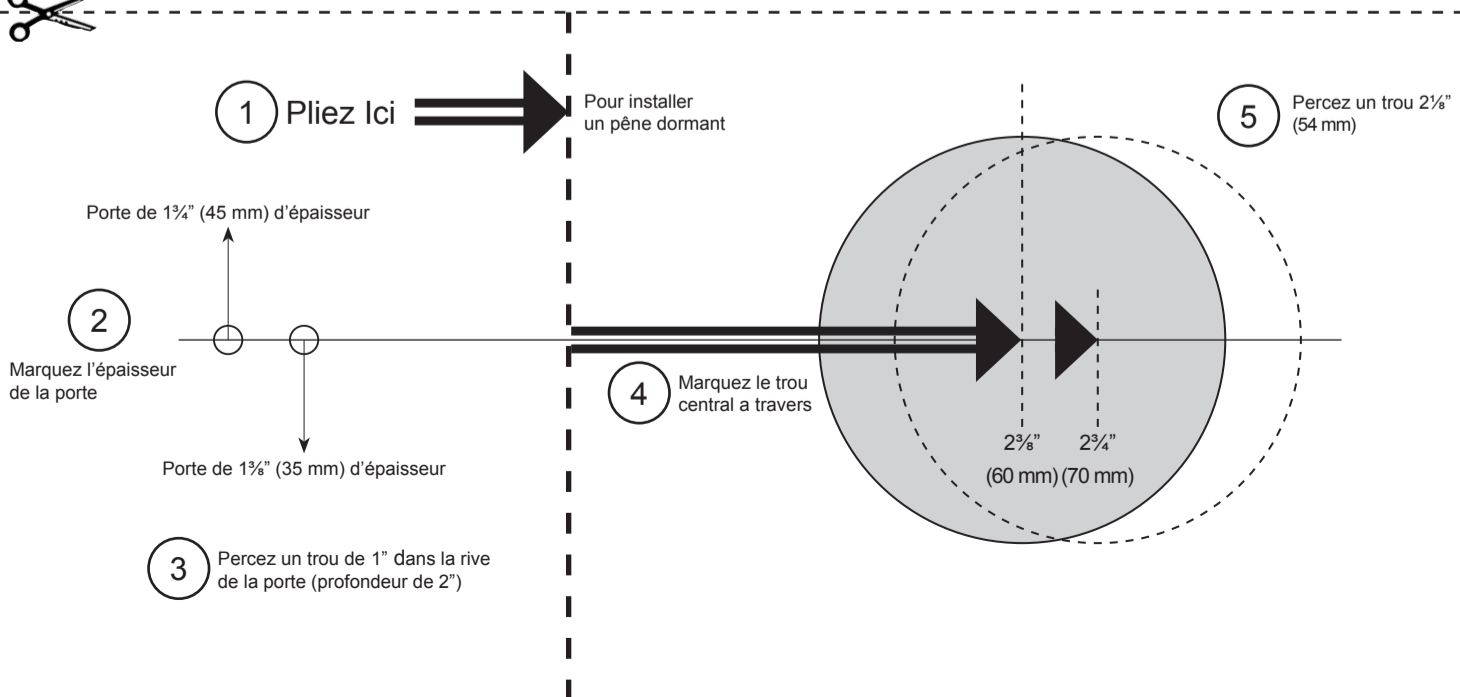 1 Pliez Ici
Pour installer
un pêne dormant
5 Percez un trou 2⅛”
(54 mm)
Porte de 1¾” (45 mm) d’épaisseur
2
Marquez l’épaisseur
de la porte
4 Marquez le trou
central a travers
Porte de 1⅜” (35 mm) d’épaisseur
2⅜” 2¾”
(60 mm) (70 mm)
3 Percez un trou de 1” dans la rive
de la porte (profondeur de 2”)